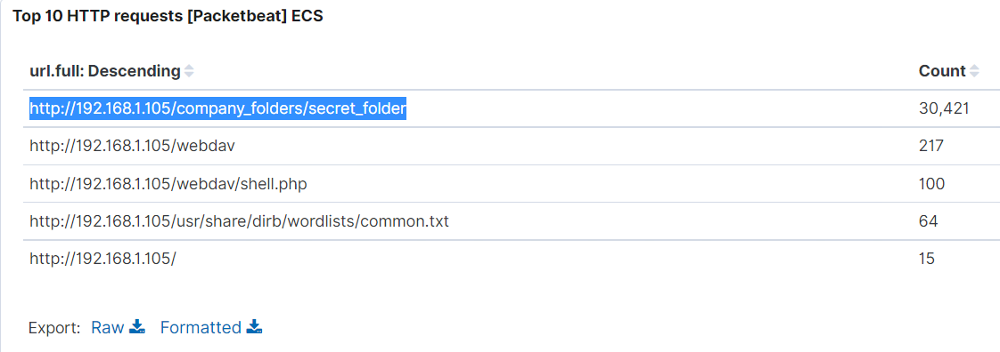 Top 10 HTTP requests [Packetbeat] ECS
url.full: Descending Count
http://192.168.1.105/company_folders/secret_folder 30,421
http://192.168.1.105/webdav 217
http://192.168.1.105/webdav/shell.php 100
http://192.168.1.105/usr/share/dirb/wordlists/common.txt 64
http://192.168.1.105/ 15
Export: Raw Formatted